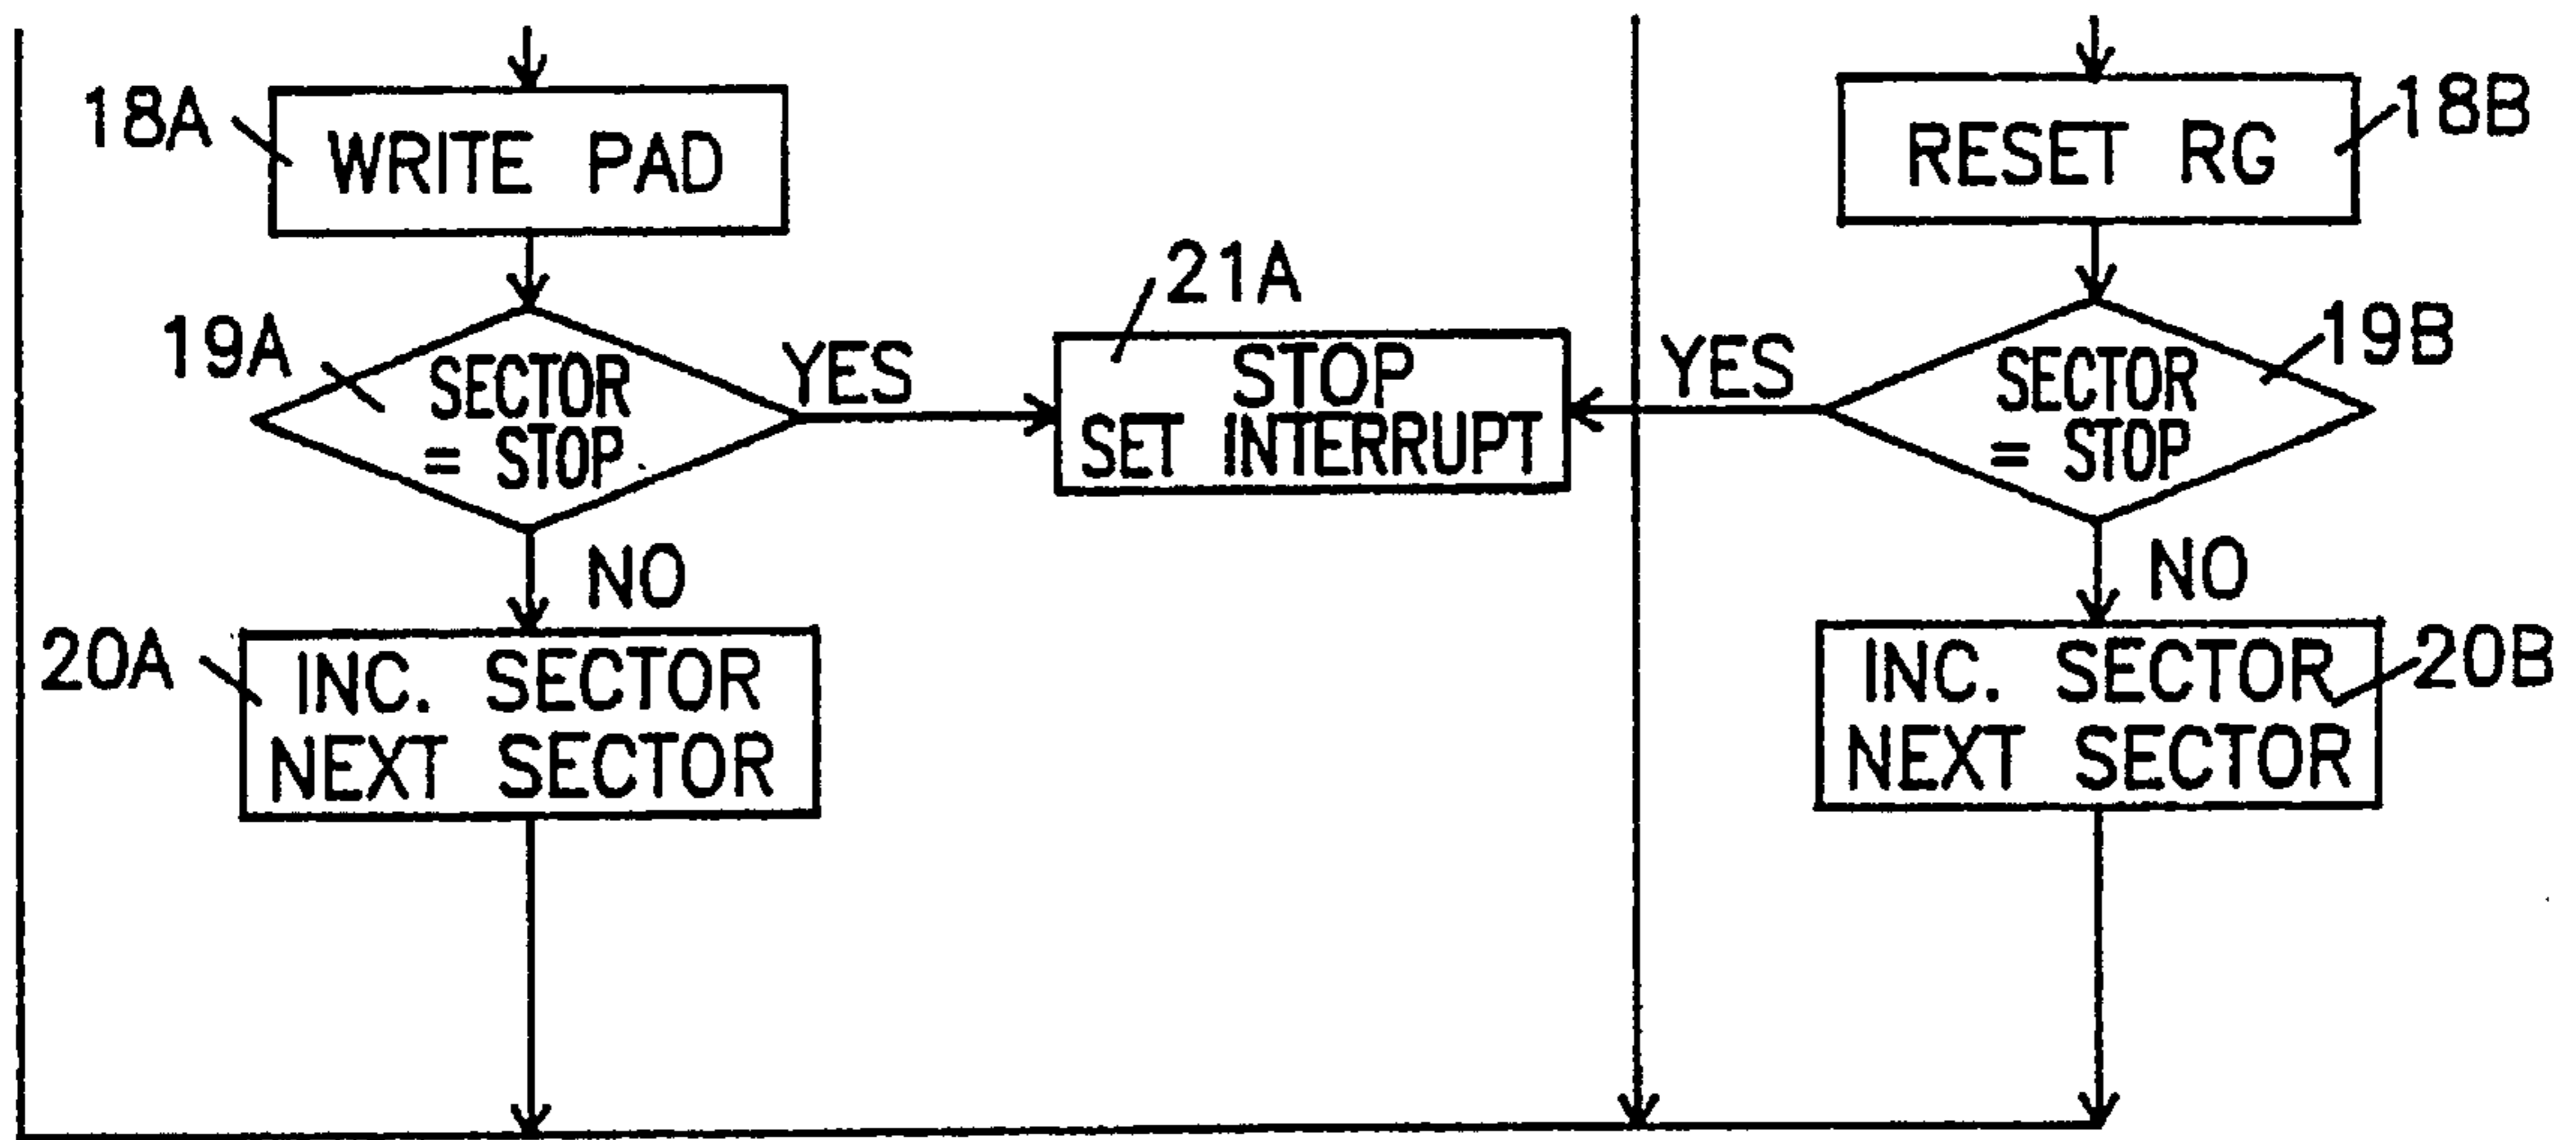 18A
WRITE PAD
18B
RESET RG
21A
19A
SECTOR
= STOP
YES
STOP
SET INTERRUPT
YES
19B
SECTOR
= STOP
NO
NO
20A
INC. SECTOR
NEXT SECTOR
20B
INC. SECTOR
NEXT SECTOR